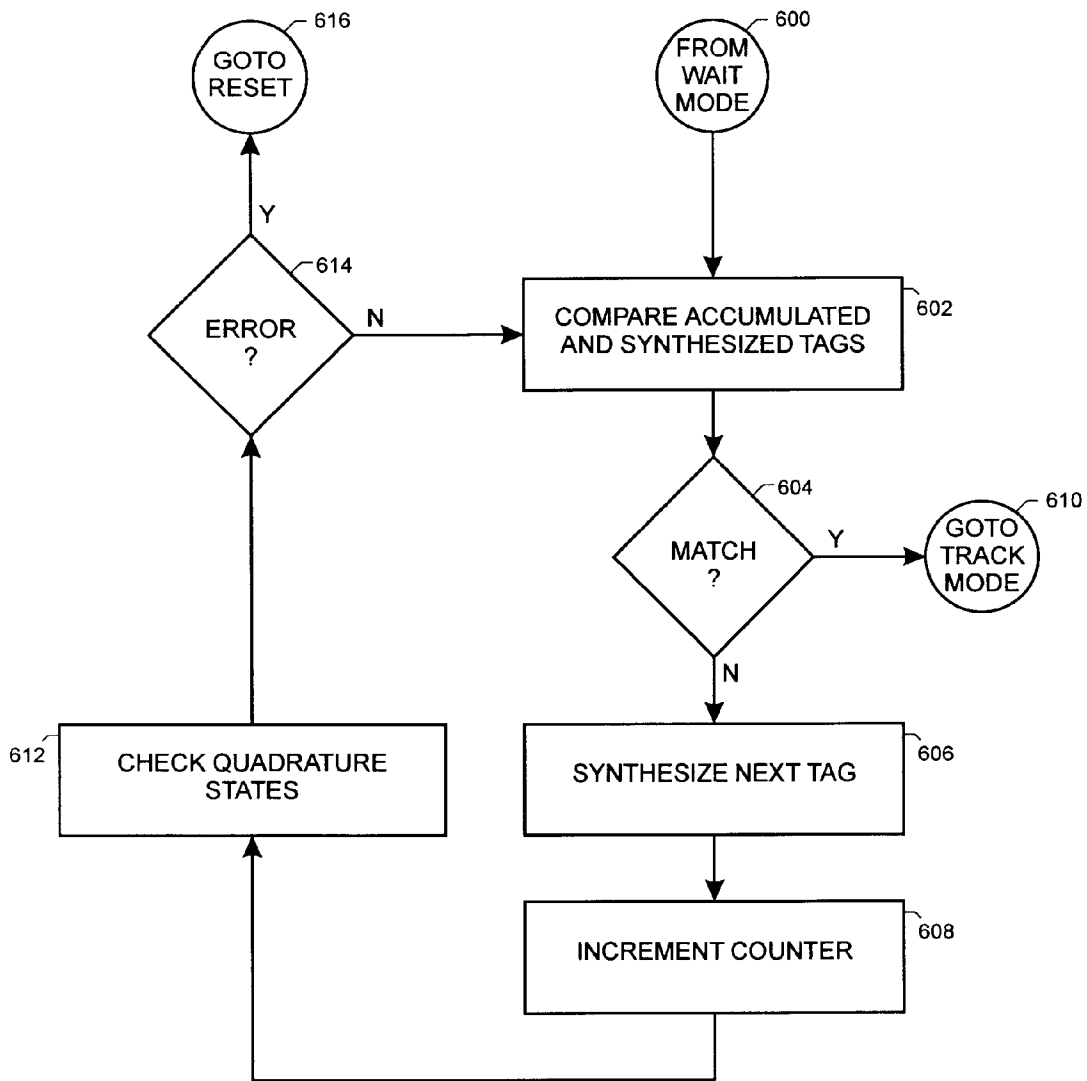 616
GOTO
RESET
600
FROM
WAIT
MODE
Y
614
ERROR
?
N
602
COMPARE ACCUMULATED
AND SYNTHESIZED TAGS
604
MATCH
?
Y
610
GOTO
TRACK
MODE
N
612
CHECK QUADRATURE
STATES
606
SYNTHESIZE NEXT TAG
608
INCREMENT COUNTER